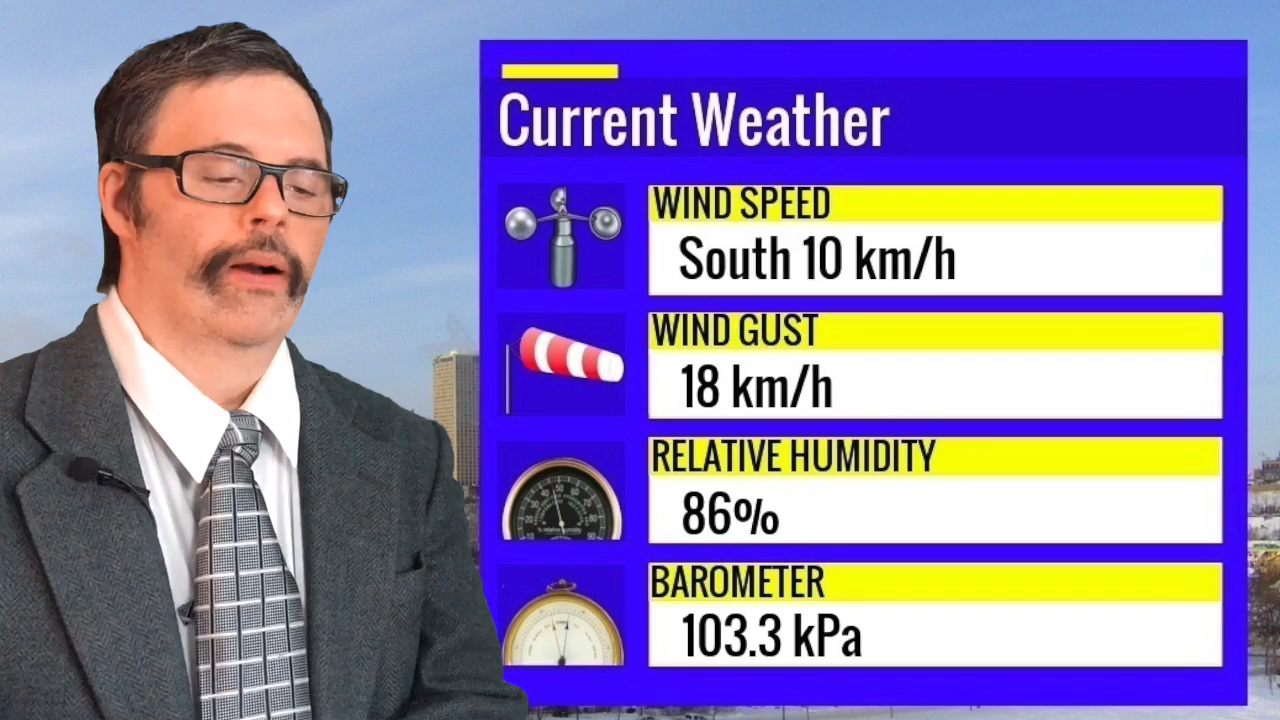 Current Weather
WIND SPEED
South 10 km/h
WIND GUST
18 km/h
RELATIVE HUMIDITY
86%
BAROMETER
103.3 kPa